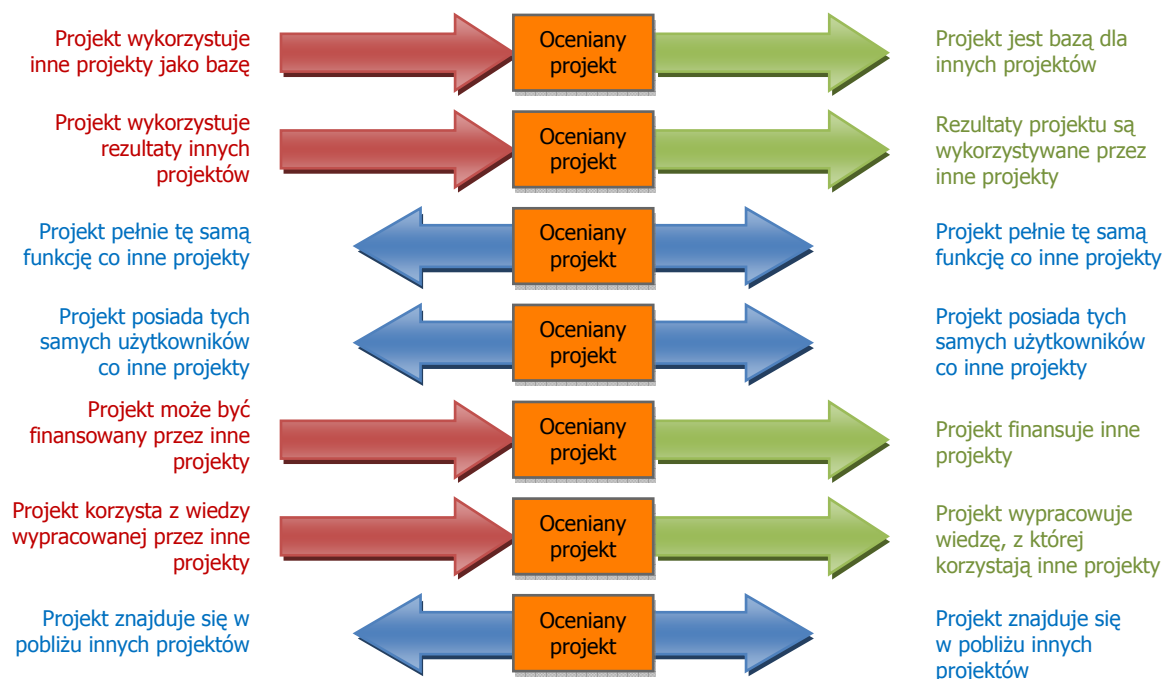 Projekt wykorzystuje
inne projekty jako bazę
Oceniany
projekt
Projekt jest bazą dla
innych projektów
Projekt wykorzystuje
rezultaty innych
projektów
Oceniany
projekt
Rezultaty projektu są
wykorzystywane przez
inne projekty
Projekt pełnie tę samą
funkcję co inne projekty
Oceniany
projekt
Projekt pełnie tę samą
funkcję co inne projekty
Projekt posiada tych
samych użytkowników
co inne projekty
Oceniany
projekt
Projekt posiada tych
samych użytkowników
co inne projekty
Projekt może być
finansowany przez inne
projekty
Oceniany
projekt
Projekt finansuje inne
projekty
Projekt korzysta z wiedzy
wypracowanej przez inne
projekty
Oceniany
projekt
Projekt wypracowuje
wiedzę, z której
korzystają inne projekty
Projekt znajduje się w
pobliżu innych projektów
Oceniany
projekt
Projekt znajduje się
w pobliżu innych
projektów